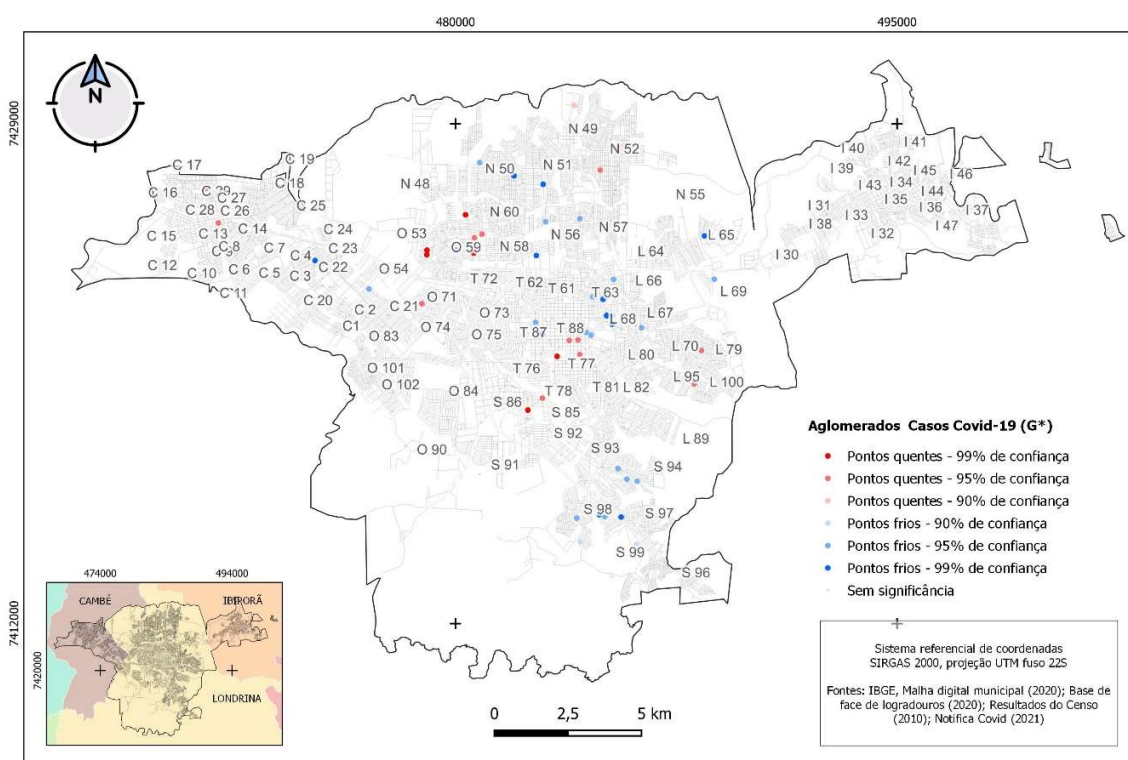 480000
495000
7429000
N
C 17
C 19
C 18
C 16
C 29
C 27
C 28
C 26
C 25
C 15
C 13
C 14
C 24
C 8
C 9
C 7
C 4
C 23
C 12
C 10
C 6
C 5
C 3
C 22
C 11
C 20
C 2
C1
C 21
N 48
N 49
N 50
N 51
N 52
N 55
N 60
N 57
N 56
N 58
O 53
O 59
O 54
O 71
O 73
O 74
O 75
O 83
O 101
O 102
O 84
O 90
T 72
T 62
T 61
T 63
T 87
T 88
T 76
T 77
T 78
T 81
L 64
L 65
L 66
L 69
L 67
L 68
L 80
L 70
L 79
L 82
L 95
L 100
L 89
S 86
S 85
S 92
S 93
S 91
S 94
S 98
S 97
S 99
S 96
I 40
I 41
I 39
I 42
I 45
I 46
I 43
I 34
I 44
I 31
I 35
I 36
I 37
I 38
I 33
I 32
I 47
I 30
7412000
Aglomerados Casos Covid-19 (G*)
Pontos quentes - 99% de confiança
Pontos quentes - 95% de confiança
Pontos quentes - 90% de confiança
Pontos frios - 90% de confiança
Pontos frios - 95% de confiança
Pontos frios - 99% de confiança
Sem significância
474000
494000
7420000
CAMBÉ
IBIPORÃ
LONDRINA
0 2,5 5 km
Sistema referencial de coordenadas
SIRGAS 2000, projeção UTM fuso 22S
Fontes: IBGE, Malha digital municipal (2020); Base de
face de logradouros (2020); Resultados do Censo
(2010); Notifica Covid (2021)